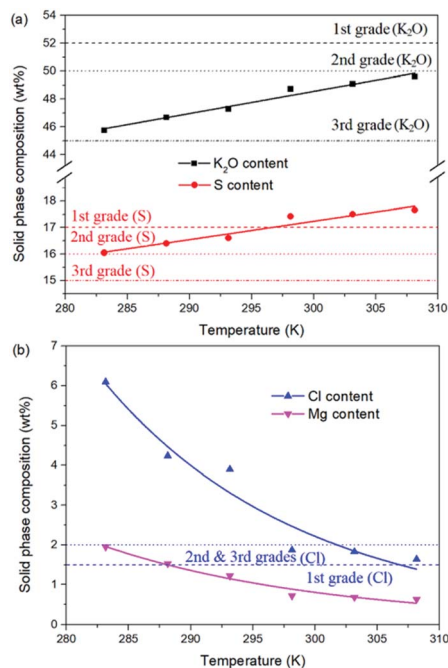 (a)
54
52
50
48
46
44
18
17
16
15
Solid phase composition (wt%)
1st grade (K₂O)
2nd grade (K₂O)
3rd grade (K₂O)
K₂O content
S content
1st grade (S)
2nd grade (S)
3rd grade (S)
280 285 290 295 300 305 310
Temperature (K)
(b)
7
6
5
4
3
2
1
0
Solid phase composition (wt%)
Cl content
Mg content
2nd & 3rd grades (Cl)
1st grade (Cl)
280 285 290 295 300 305 310
Temperature (K)